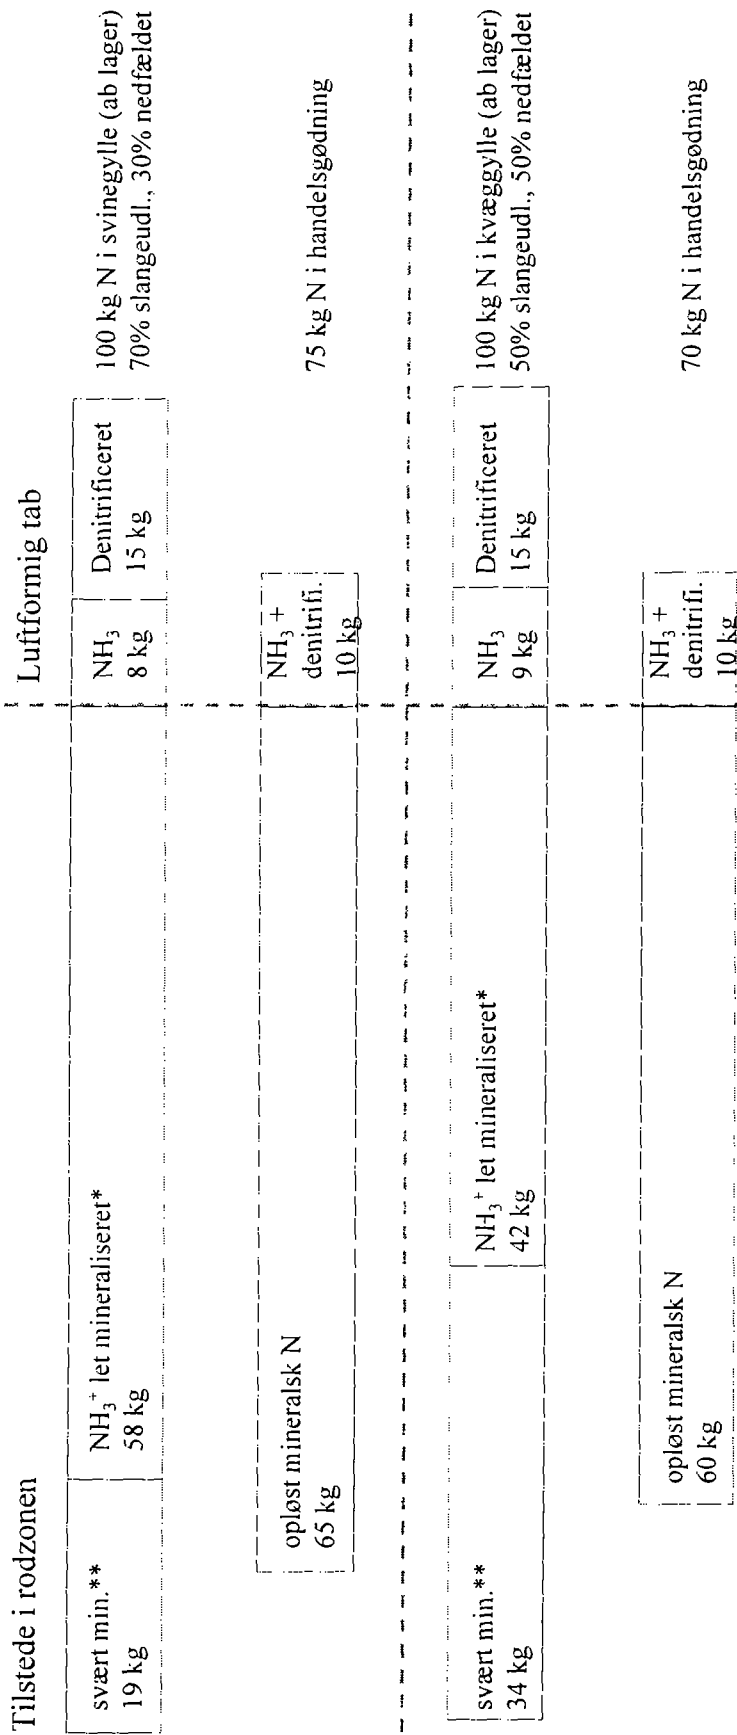 Tilstede i rodzonen
Luftformig tab
svært min.**
19 kg
NH3+ let mineraliseret*
58 kg
NH3
8 kg
Denitrificeret
15 kg
100 kg N i svinegylle (ab lager)
70% slangeudl., 30% nedfældet
opløst mineralsk N
65 kg
NH3 +
denitrifi.
10 kg
75 kg N i handelsgødning
svært min.**
34 kg
NH3+ let mineraliseret*
42 kg
NH3
9 kg
Denitrificeret
15 kg
100 kg N i kvæggylle (ab lager)
50% slangeudl., 50% nedfældet
opløst mineralsk N
60 kg
NH3 +
denitrifi.
10 kg
70 kg N i handelsgødning